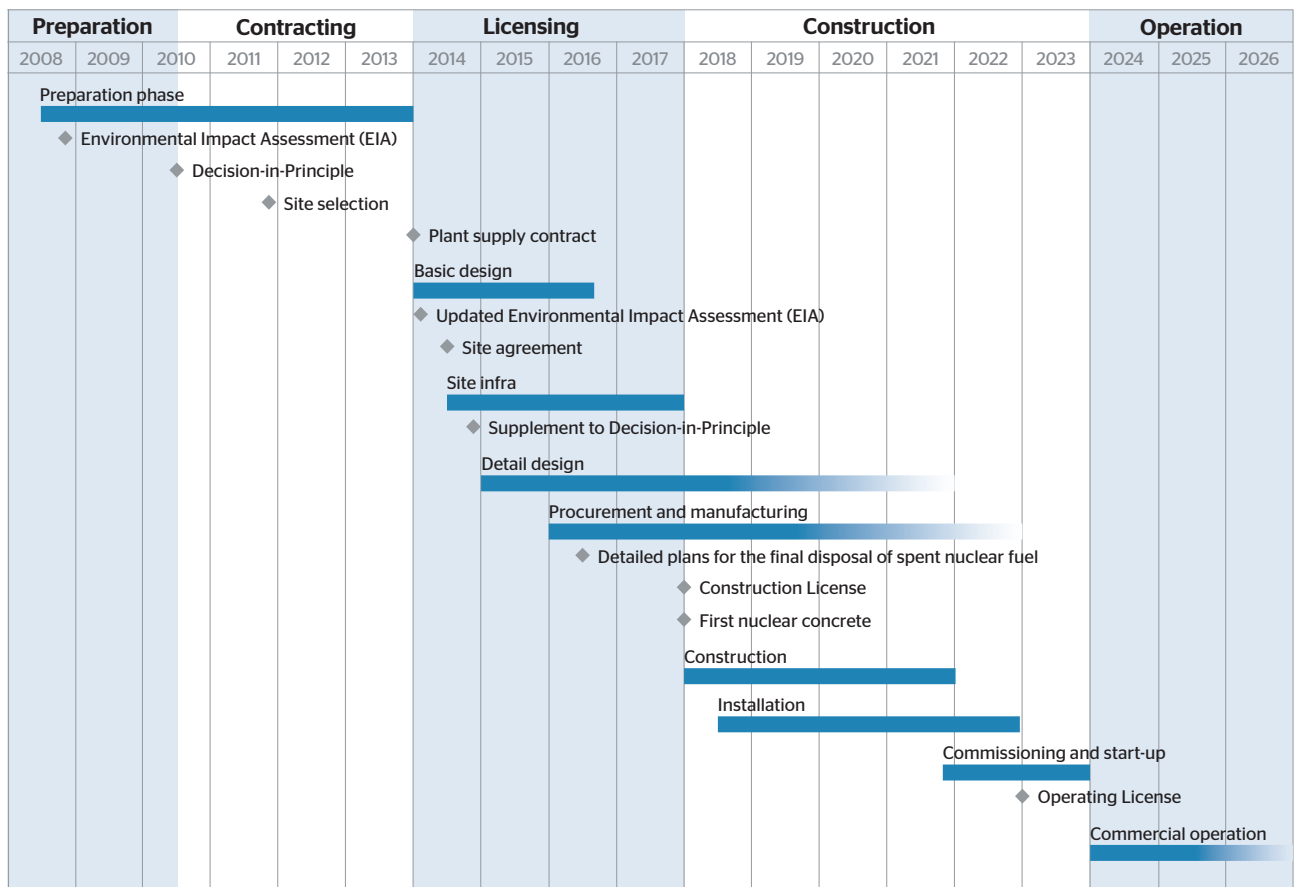 Preparation Contracting Licensing Construction Operation
2008 2009 2010 2011 2012 2013 2014 2015 2016 2017 2018 2019 2020 2021 2022 2023 2024 2025 2026
Preparation phase
Environmental Impact Assessment (EIA)
Decision-in-Principle
Site selection
Plant supply contract
Basic design
Updated Environmental Impact Assessment (EIA)
Site agreement
Site infra
Supplement to Decision-in-Principle
Detail design
Procurement and manufacturing
Detailed plans for the final disposal of spent nuclear fuel
Construction License
First nuclear concrete
Construction
Installation
Commissioning and start-up
Operating License
Commercial operation